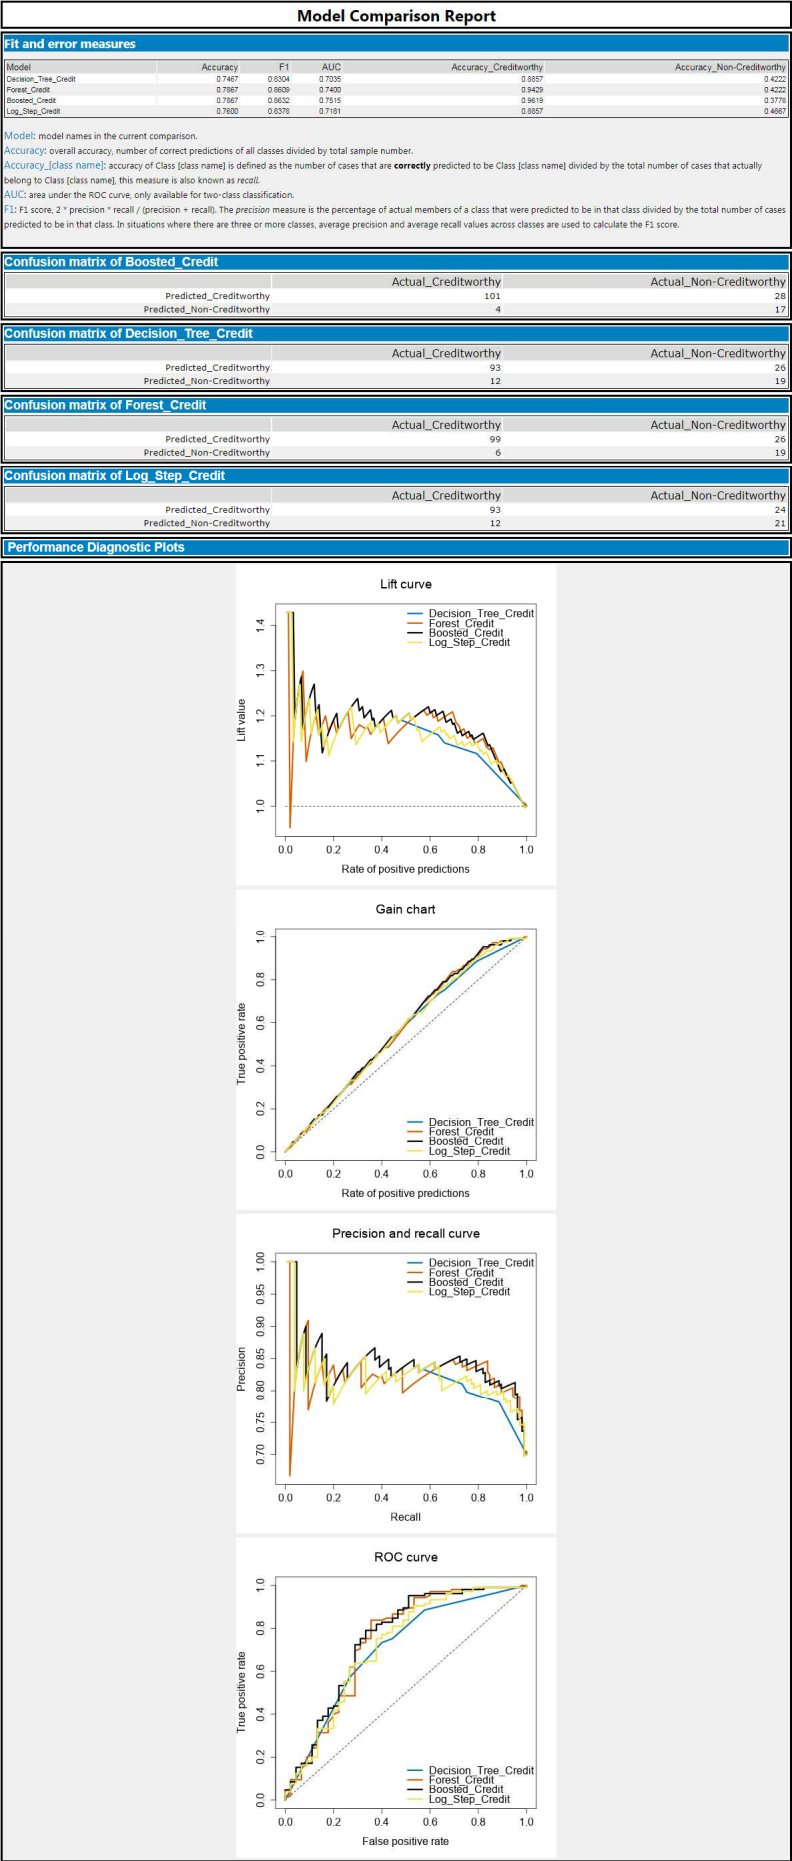 Model Comparison Report
Fit and error measures
Model Accuracy F1 AUC Accuracy_Creditworthy Accuracy_Non-Creditworthy
Decision_Tree_Credit 0.7467 0.8304 0.7035 0.8857 0.4222
Forest_Credit 0.7867 0.8609 0.7400 0.9429 0.4222
Boosted_Credit 0.7867 0.8632 0.7515 0.9619 0.3778
Log_Step_Credit 0.7600 0.8378 0.7161 0.8857 0.4667
Model: model names in the current comparison.
Accuracy: overall accuracy, number of correct predictions of all classes divided by total sample number.
Accuracy_[class name]: accuracy of Class [class name] is defined as the number of cases that are correctly predicted to be Class [class name] divided by the total number of cases that actually
belong to Class [class name], this measure is also known as recall.
AUC: area under the ROC curve, only available for two-class classification.
F1: F1 score, 2 * precision * recall / (precision + recall). The precision measure is the percentage of actual members of a class that were predicted to be in that class divided by the total number of cases
predicted to be in that class. In situations where there are three or more classes, average precision and average recall values across classes are used to calculate the F1 score.
Confusion matrix of Boosted_Credit
Actual_Creditworthy Actual_Non-Creditworthy
Predicted_Creditworthy 101 28
Predicted_Non-Creditworthy 4 17
Confusion matrix of Decision_Tree_Credit
Actual_Creditworthy Actual_Non-Creditworthy
Predicted_Creditworthy 93 26
Predicted_Non-Creditworthy 12 19
Confusion matrix of Forest_Credit
Actual_Creditworthy Actual_Non-Creditworthy
Predicted_Creditworthy 99 26
Predicted_Non-Creditworthy 6 19
Confusion matrix of Log_Step_Credit
Actual_Creditworthy Actual_Non-Creditworthy
Predicted_Creditworthy 93 24
Predicted_Non-Creditworthy 12 21
Performance Diagnostic Plots
Lift curve
Decision_Tree_Credit
Forest_Credit
Boosted_Credit
Log_Step_Credit
Lift value
1.4
1.3
1.2
1.1
1.0
0.0 0.2 0.4 0.6 0.8 1.0
Rate of positive predictions
Gain chart
True positive rate
1.0
0.8
0.6
0.4
0.2
0.0
Decision_Tree_Credit
Forest_Credit
Boosted_Credit
Log_Step_Credit
0.0 0.2 0.4 0.6 0.8 1.0
Rate of positive predictions
Precision and recall curve
Decision_Tree_Credit
Forest_Credit
Boosted_Credit
Log_Step_Credit
Precision
1.00
0.95
0.90
0.85
0.80
0.75
0.70
0.0 0.2 0.4 0.6 0.8 1.0
Recall
ROC curve
True positive rate
1.0
0.8
0.6
0.4
0.2
0.0
Decision_Tree_Credit
Forest_Credit
Boosted_Credit
Log_Step_Credit
0.0 0.2 0.4 0.6 0.8 1.0
False positive rate